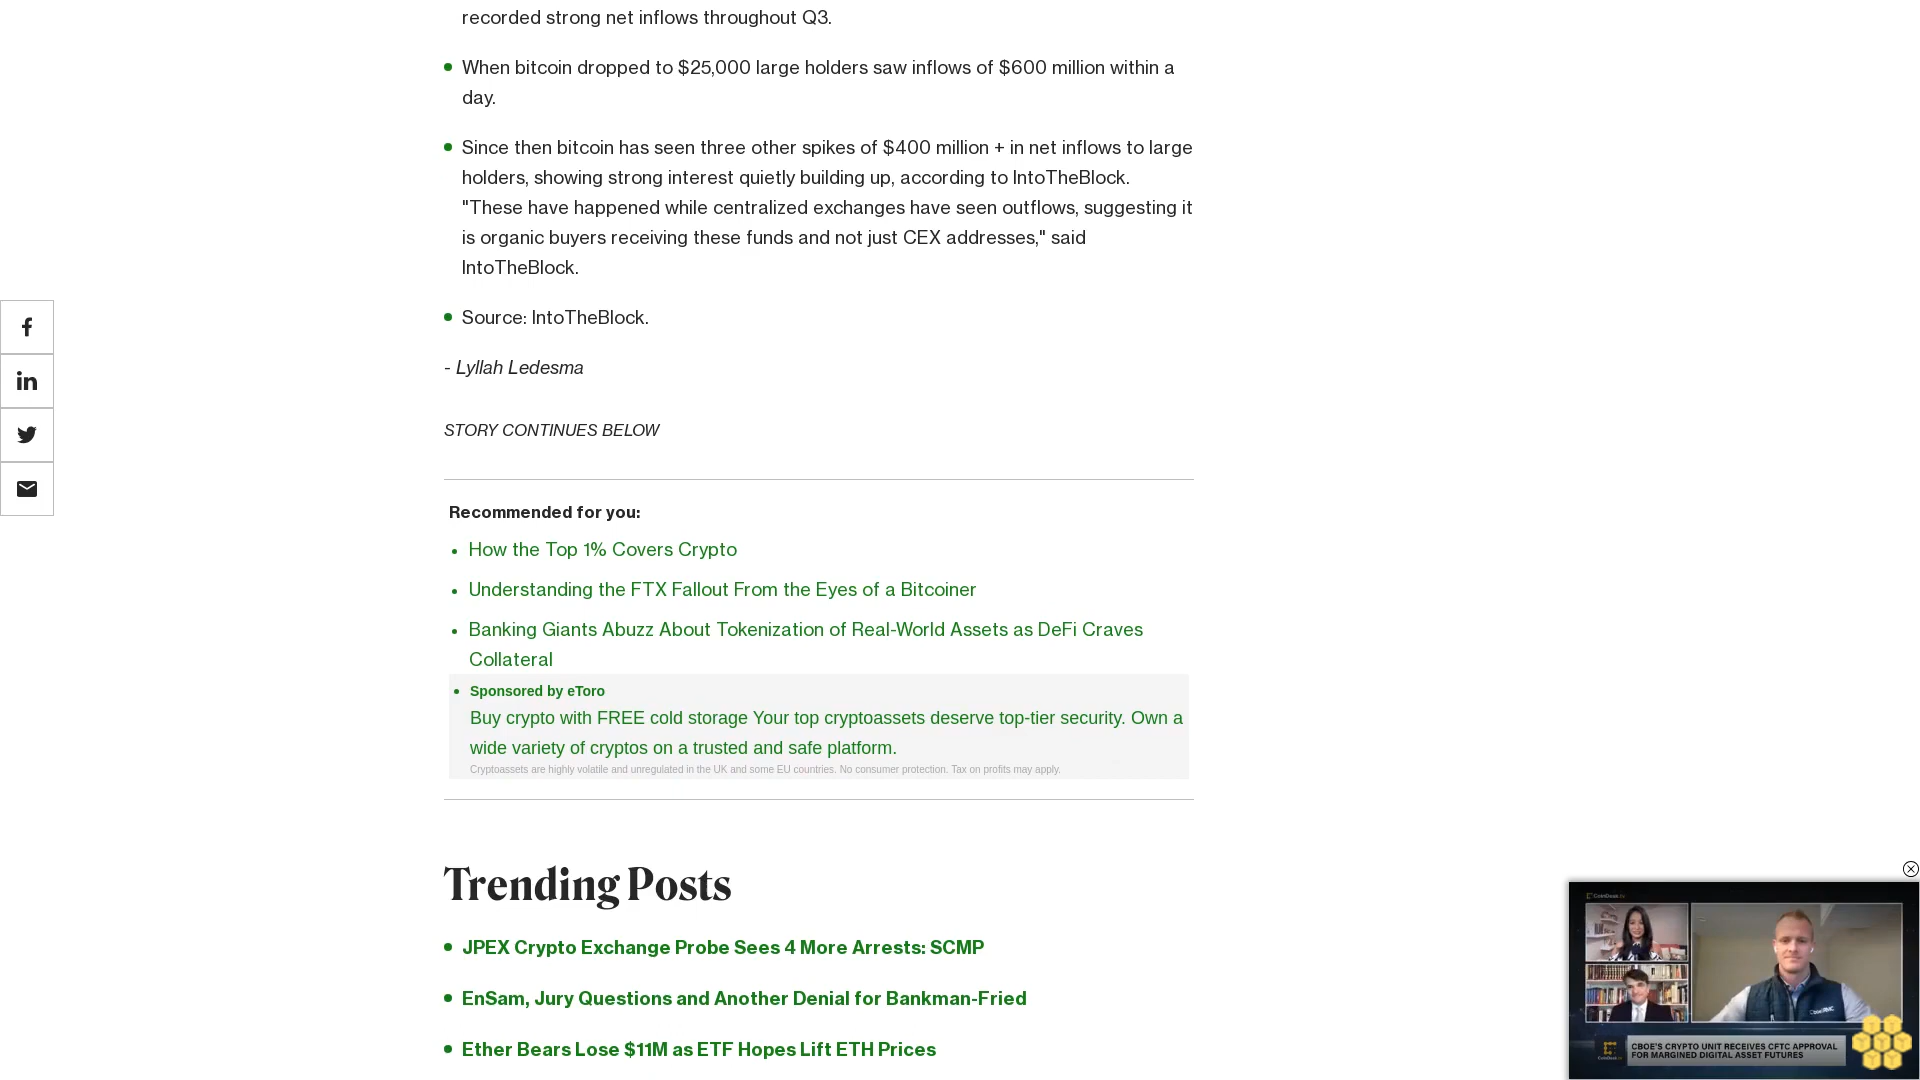 recorded strong net inflows throughout Q3.
When bitcoin dropped to $25,000 large holders saw inflows of $600 million within a
day.
Since then bitcoin has seen three other spikes of $400 million + in net inflows to large
holders, showing strong interest quietly building up, according to IntoTheBlock.
"These have happened while centralized exchanges have seen outflows, suggesting it
is organic buyers receiving these funds and not just CEX addresses," said
IntoTheBlock.
Source: IntoTheBlock.
- Lyllah Ledesma
STORY CONTINUES BELOW
Recommended for you:
How the Top 1% Covers Crypto
Understanding the FTX Fallout From the Eyes of a Bitcoiner
Banking Giants Abuzz About Tokenization of Real-World Assets as DeFi Craves
Collateral
Sponsored by eToro
Buy crypto with FREE cold storage Your top cryptoassets deserve top-tier security. Own a
wide variety of cryptos on a trusted and safe platform.
Cryptoassets are highly volatile and unregulated in the UK and some EU countries. No consumer protection. Tax on profits may apply.
Trending Posts
JPEX Crypto Exchange Probe Sees 4 More Arrests: SCMP
EnSam, Jury Questions and Another Denial for Bankman-Fried
Ether Bears Lose $11M as ETF Hopes Lift ETH Prices
CBOE'S CRYPTO UNIT RECEIVES CFTC APPROVAL
FOR MARGINED DIGITAL ASSET FUTURES